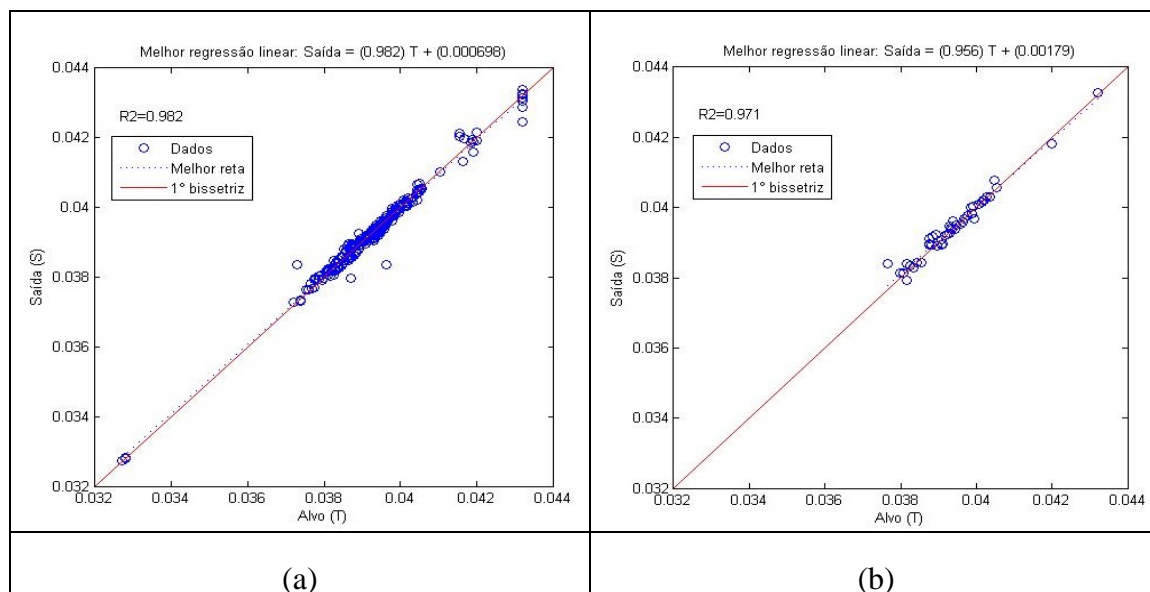 Melhor regressão linear: Saída = (0.982) T + (0.000698)
0.044
R2=0.982
Dados
Melhor reta
1° bissetriz
0.042
0.04
0.038
0.036
0.034
0.032
Saída (S)
0.032 0.034 0.036 0.038 0.04 0.042 0.044
Alvo (T)
(a)
Melhor regressão linear: Saída = (0.956) T + (0.00179)
0.044
R2=0.971
Dados
Melhor reta
1° bissetriz
0.042
0.04
0.038
0.036
0.034
0.032
Saída (S)
0.032 0.034 0.036 0.038 0.04 0.042 0.044
Alvo (T)
(b)